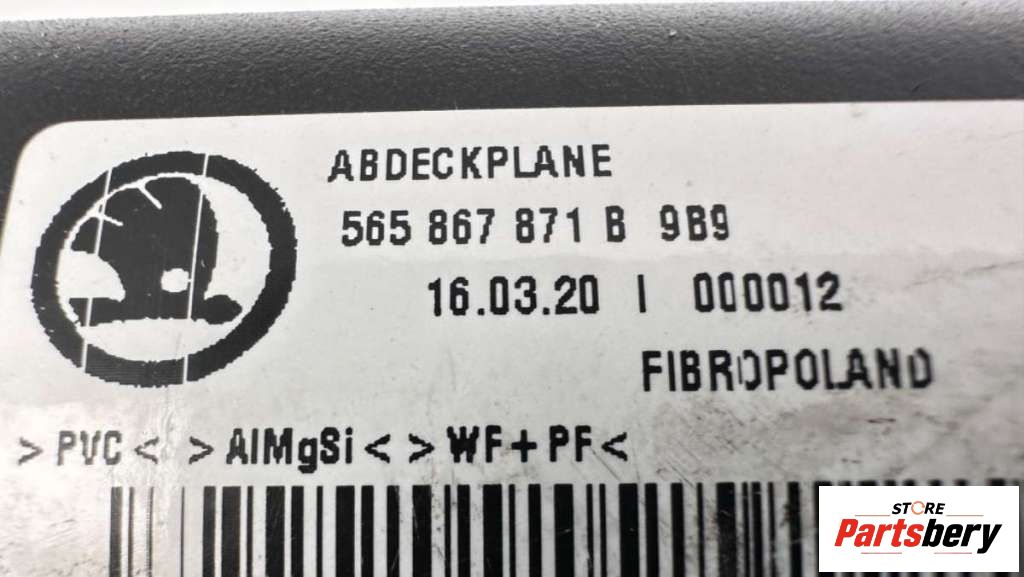 ABDECKPLANE
565 867 871 B 9B9
16.03.20 | 000012
FIBROPOLAND
>PVC< >AlMgSi< >WF+PF<
STORE
Partsbery